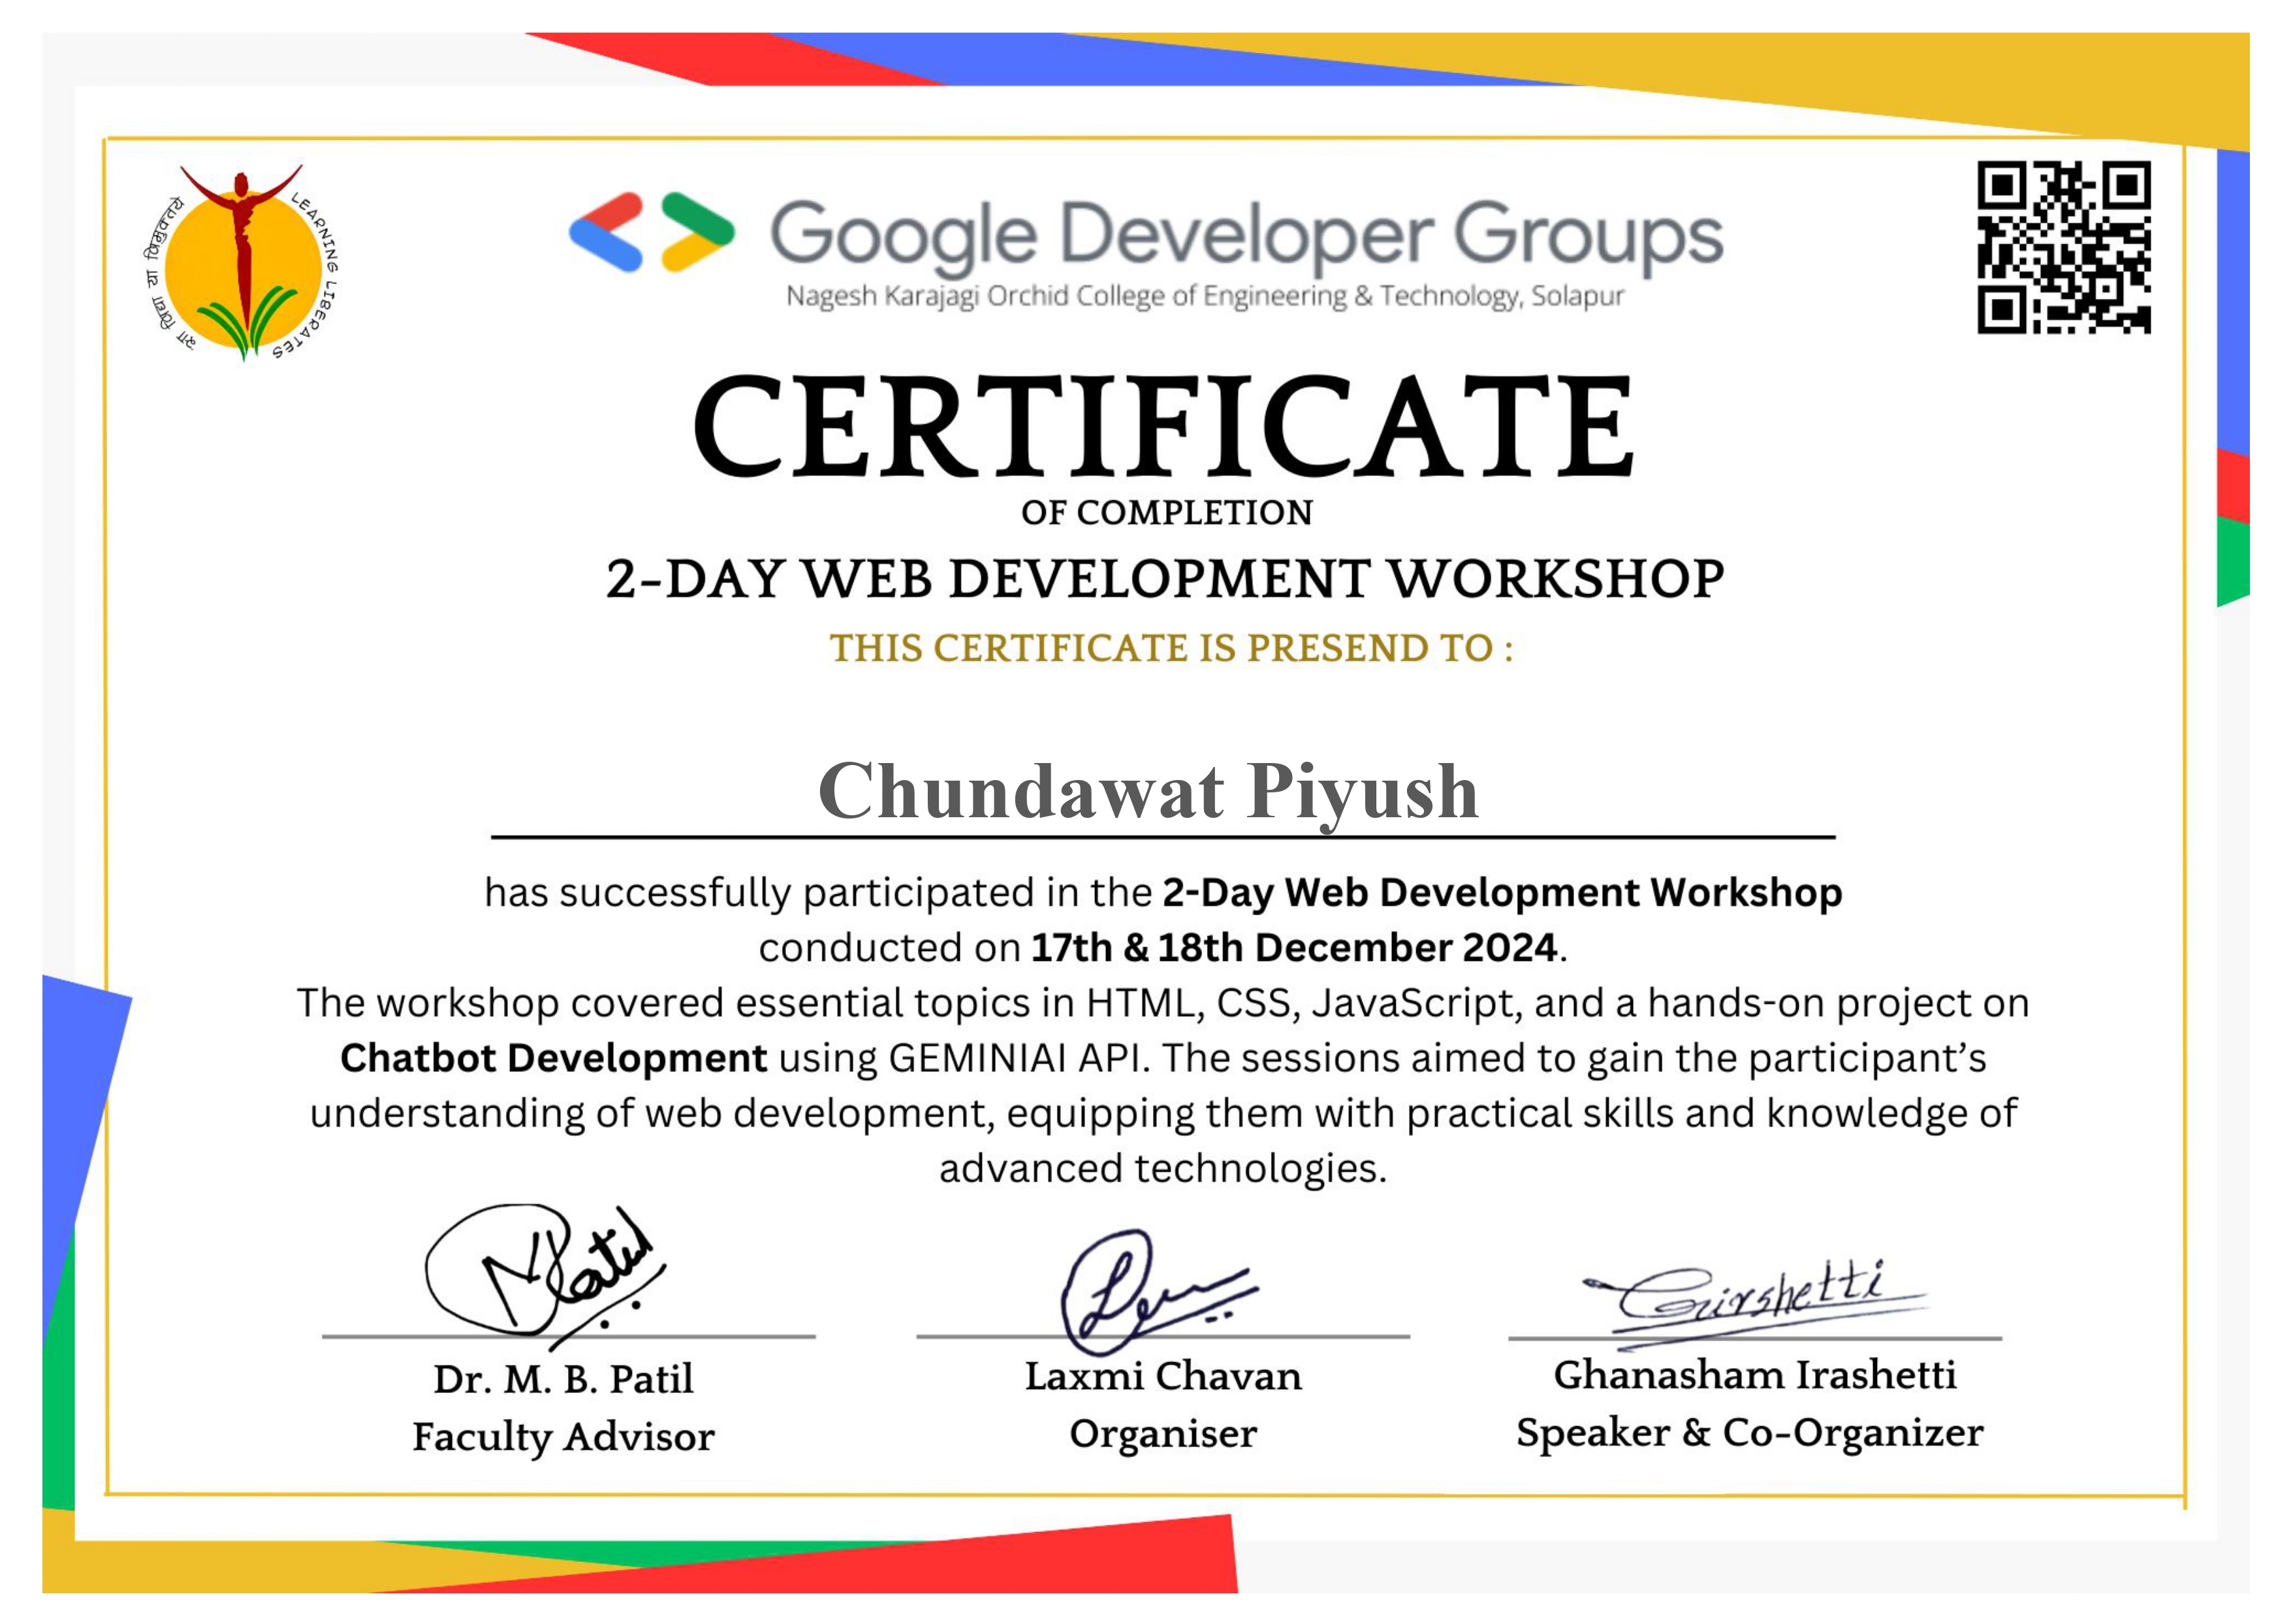 सा विद्या या विमुक्तये
LEARNING LIBERATES
Google Developer Groups
Nagesh Karajagi Orchid College of Engineering & Technology, Solapur
CERTIFICATE
OF COMPLETION
2-DAY WEB DEVELOPMENT WORKSHOP
THIS CERTIFICATE IS PRESEND TO :
Chundawat Piyush
has successfully participated in the 2-Day Web Development Workshop
conducted on 17th & 18th December 2024.
The workshop covered essential topics in HTML, CSS, JavaScript, and a hands-on project on
Chatbot Development using GEMINIAI API. The sessions aimed to gain the participant’s
understanding of web development, equipping them with practical skills and knowledge of
advanced technologies.
Dr. M. B. Patil
Faculty Advisor
Laxmi Chavan
Organiser
Girshetti
Ghanasham Irashetti
Speaker & Co-Organizer